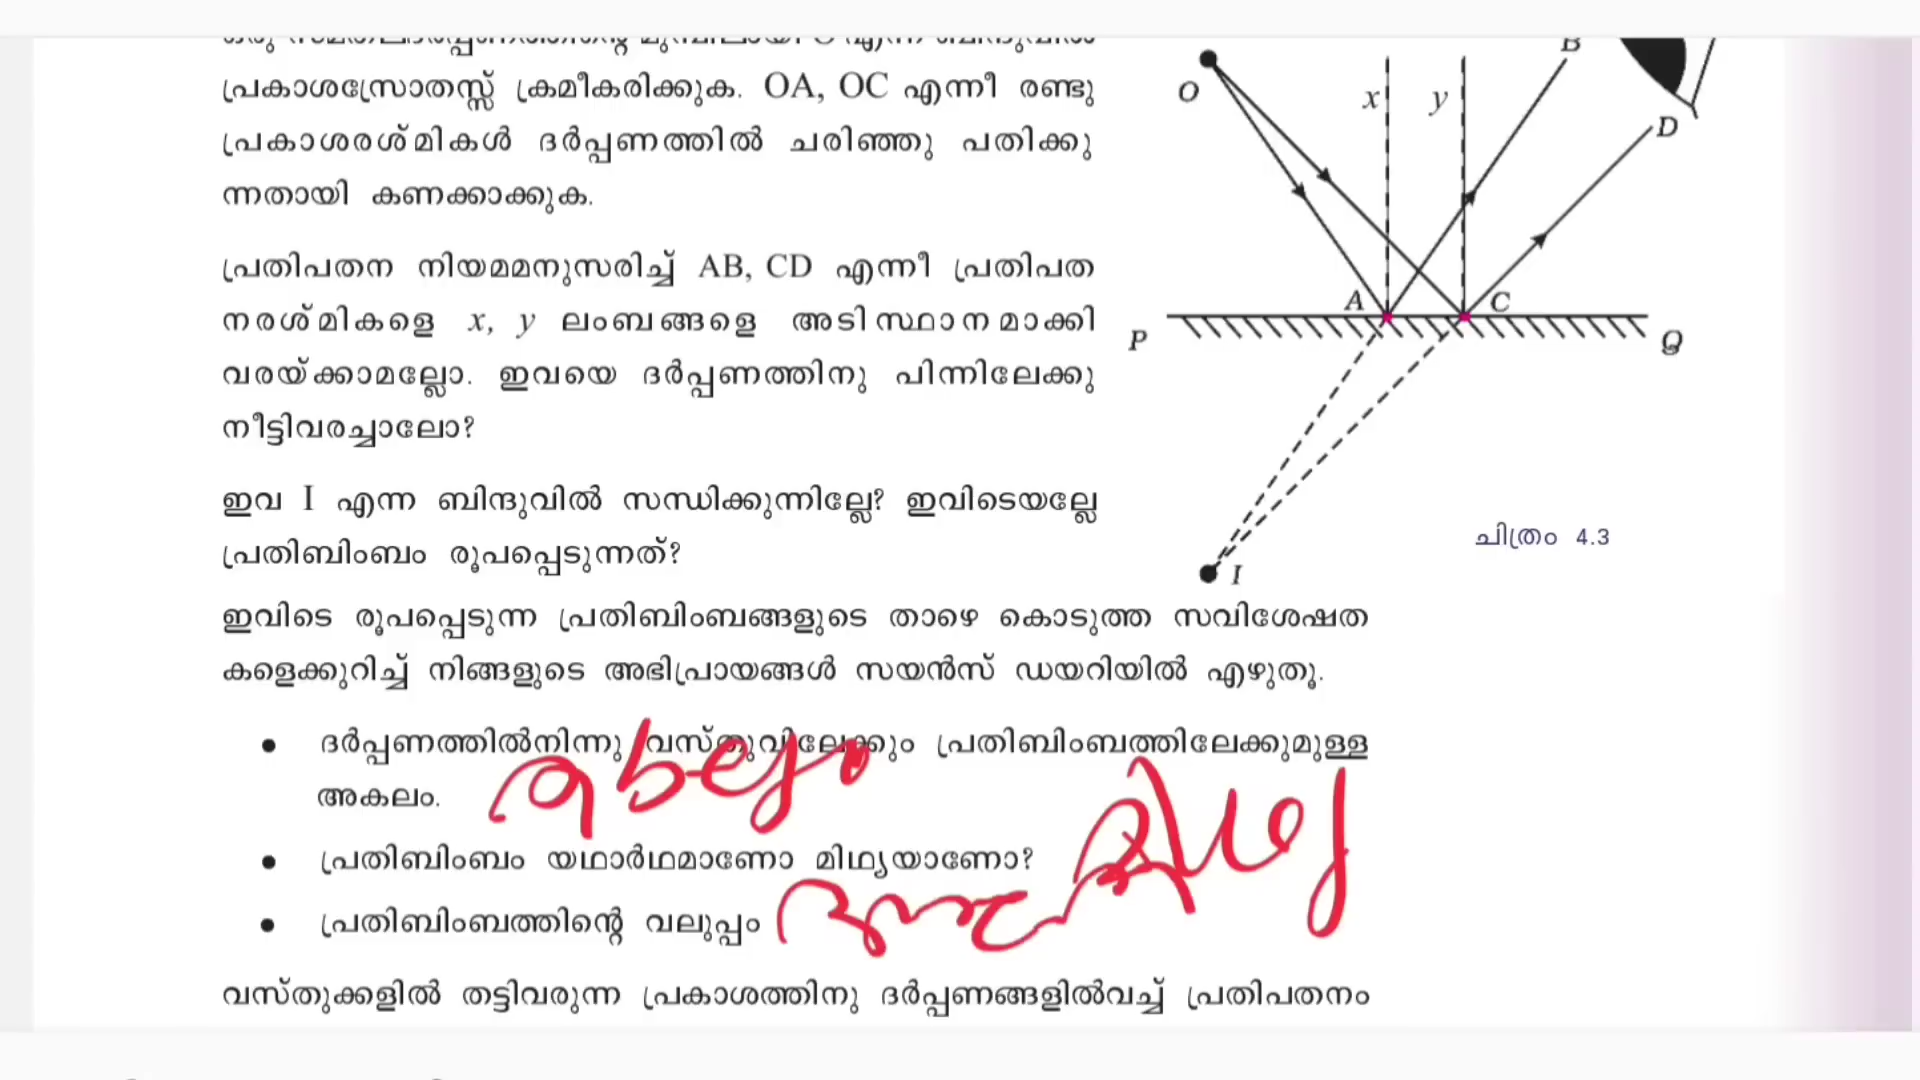 പ്രകാശസ്രോതസ്സ് ക്രമീകരിക്കുക. OA, OC എന്നീ രണ്ടു
പ്രകാശരശ്മികൾ ദർപ്പണത്തിൽ ചരിഞ്ഞു പതിക്കു
ന്നതായി കണക്കാക്കുക.
പ്രതിപതന നിയമമനുസരിച്ച് AB, CD എന്നീ പ്രതിപത
നരശ്മികളെ x, y ലംബങ്ങളെ അടിസ്ഥാനമാക്കി
വരയ്ക്കാമല്ലോ. ഇവയെ ദർപ്പണത്തിനു പിന്നിലേക്കു
നീട്ടിവരച്ചാലോ?
ഇവ I എന്ന ബിന്ദുവിൽ സന്ധിക്കുന്നില്ലേ? ഇവിടെയല്ലേ
പ്രതിബിംബം രൂപപ്പെടുന്നത്?
O
x
y
B
D
A
C
P
Q
I
ചിത്രം 4.3
ഇവിടെ രൂപപ്പെടുന്ന പ്രതിബിംബങ്ങളുടെ താഴെ കൊടുത്ത സവിശേഷത
കളെക്കുറിച്ച് നിങ്ങളുടെ അഭിപ്രായങ്ങൾ സയൻസ് ഡയറിയിൽ എഴുതൂ.
• ദർപ്പണത്തിൽനിന്നു വസ്തുവിലേക്കും പ്രതിബിംബത്തിലേക്കുമുള്ള
അകലം.
• പ്രതിബിംബം യഥാർഥമാണോ മിഥ്യയാണോ?
• പ്രതിബിംബത്തിന്റെ വലുപ്പം
വസ്തുക്കളിൽ തട്ടിവരുന്ന പ്രകാശത്തിനു ദർപ്പണങ്ങളിൽവച്ച് പ്രതിപതനം